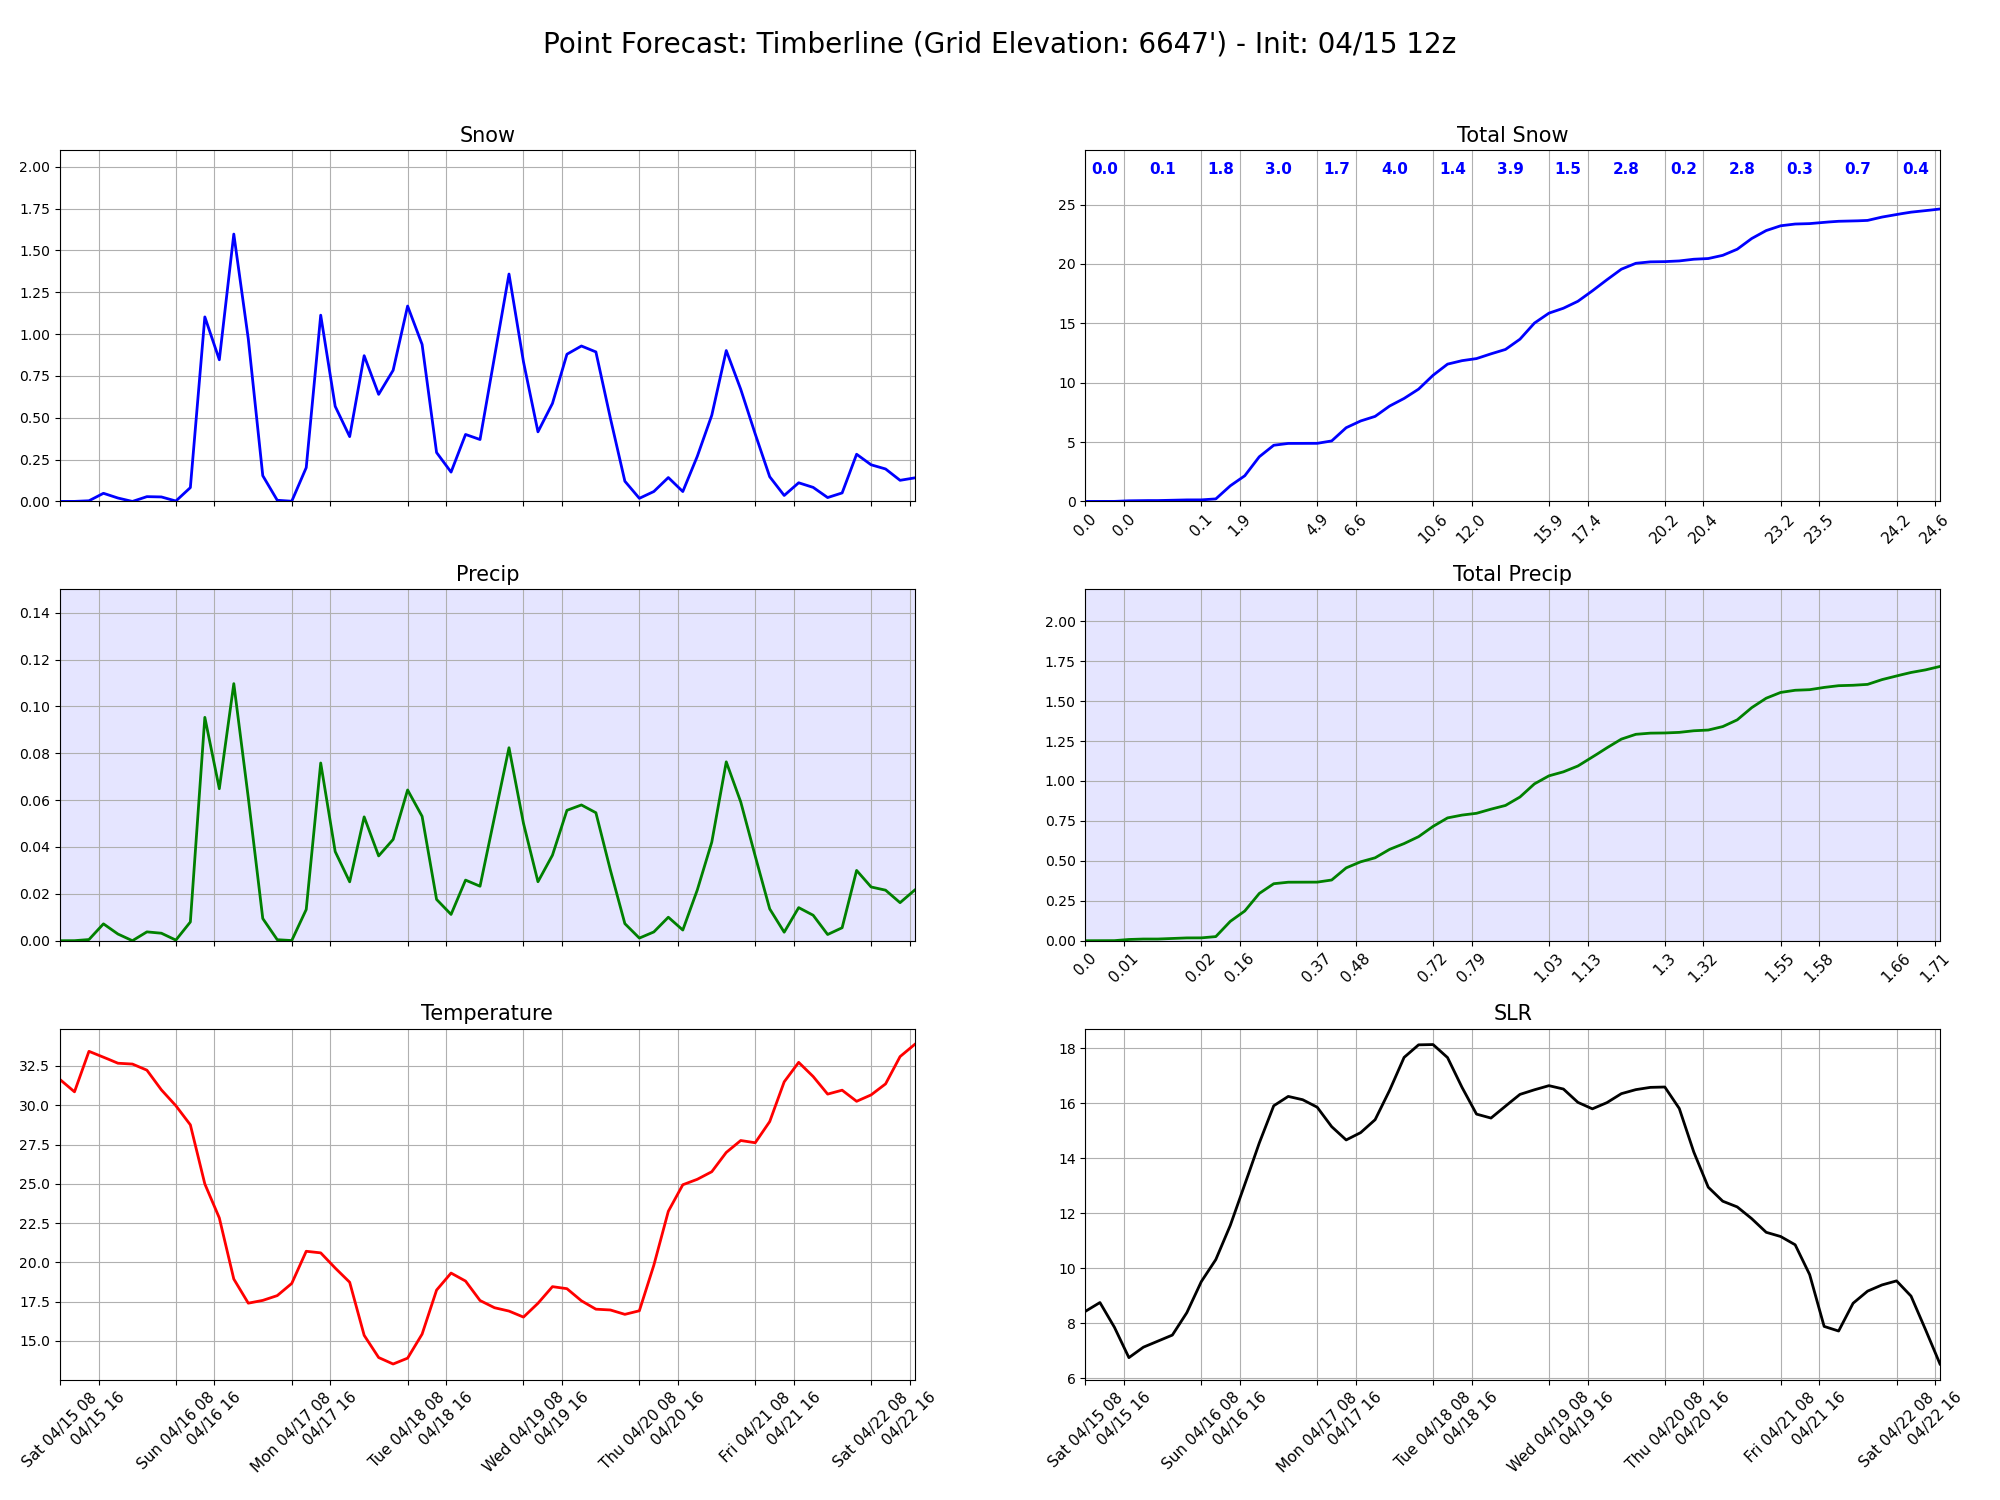 Point Forecast: Timberline (Grid Elevation: 6647') - Init: 04/15 12z
Snow
2.00
1.75
1.50
1.25
1.00
0.75
0.50
0.25
0.00
Total Snow
0.0 0.1 1.8 3.0 1.7 4.0 1.4 3.9 1.5 2.8 0.2 2.8 0.3 0.7 0.4
25
20
15
10
5
0
0.0 0.0 0.1 1.9 4.9 6.6 10.6 12.0 15.9 17.4 20.2 20.4 23.2 23.5 24.2 24.6
Precip
0.14
0.12
0.10
0.08
0.06
0.04
0.02
0.00
Total Precip
2.00
1.75
1.50
1.25
1.00
0.75
0.50
0.25
0.00
0.0 0.01 0.02 0.16 0.37 0.48 0.72 0.79 1.03 1.13 1.3 1.32 1.55 1.58 1.66 1.71
Temperature
32.5
30.0
27.5
25.0
22.5
20.0
17.5
15.0
Sat 04/15 08
04/15 16
Sun 04/16 08
04/16 16
Mon 04/17 08
04/17 16
Tue 04/18 08
04/18 16
Wed 04/19 08
04/19 16
Thu 04/20 08
04/20 16
Fri 04/21 08
04/21 16
Sat 04/22 08
04/22 16
SLR
18
16
14
12
10
8
6
Sat 04/15 08
04/15 16
Sun 04/16 08
04/16 16
Mon 04/17 08
04/17 16
Tue 04/18 08
04/18 16
Wed 04/19 08
04/19 16
Thu 04/20 08
04/20 16
Fri 04/21 08
04/21 16
Sat 04/22 08
04/22 16